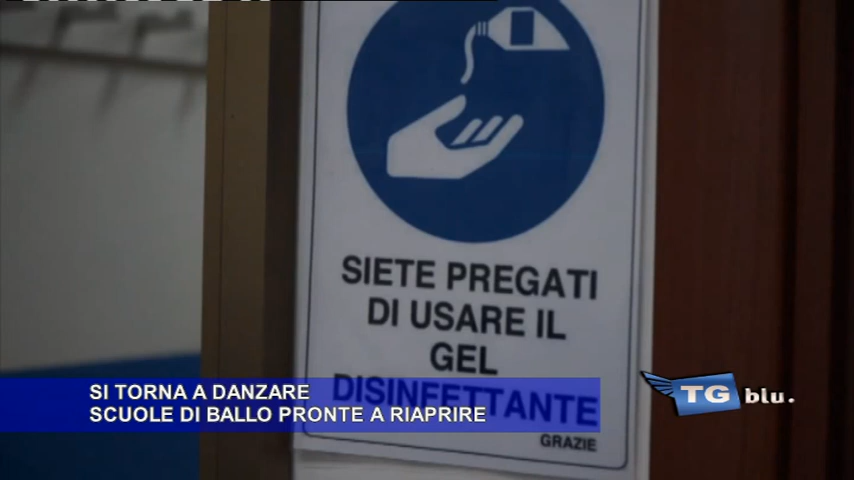 SIETE PREGATI
DI USARE IL
GEL
DISINFETTANTE
GRAZIE
SI TORNA A DANZARE
SCUOLE DI BALLO PRONTE A RIAPRIRE
TG blu.